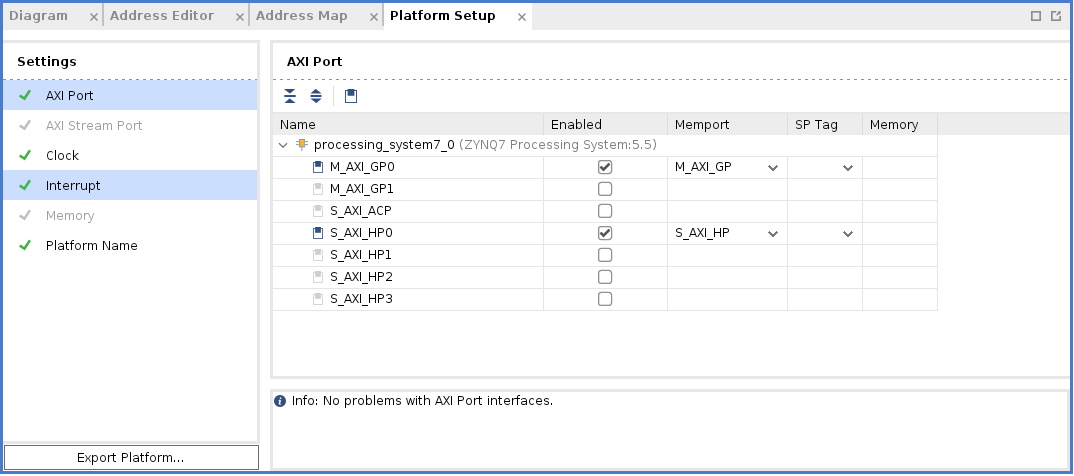 Diagram Address Editor Address Map Platform Setup
Settings
AXI Port
AXI Stream Port
Clock
Interrupt
Memory
Platform Name
Export Platform...
AXI Port
Name Enabled Memport SP Tag Memory
processing_system7_0 (ZYNQ7 Processing System:5.5)
M_AXI_GP0 M_AXI_GP
M_AXI_GP1
S_AXI_ACP
S_AXI_HP0 S_AXI_HP
S_AXI_HP1
S_AXI_HP2
S_AXI_HP3
Info: No problems with AXI Port interfaces.